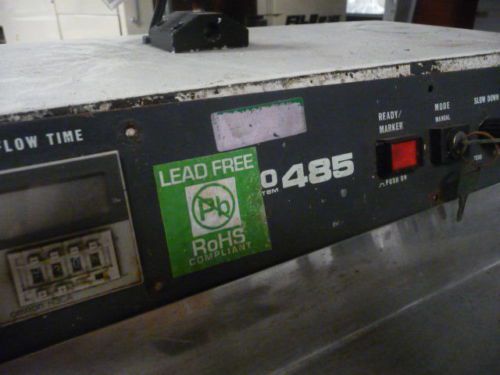 FLOW TIME
LEAD FREE
Pb
RoHS
COMPLIANT
485
READY/
MARKER
PUSH ON
MODE
MANUAL
SLOW DOWN